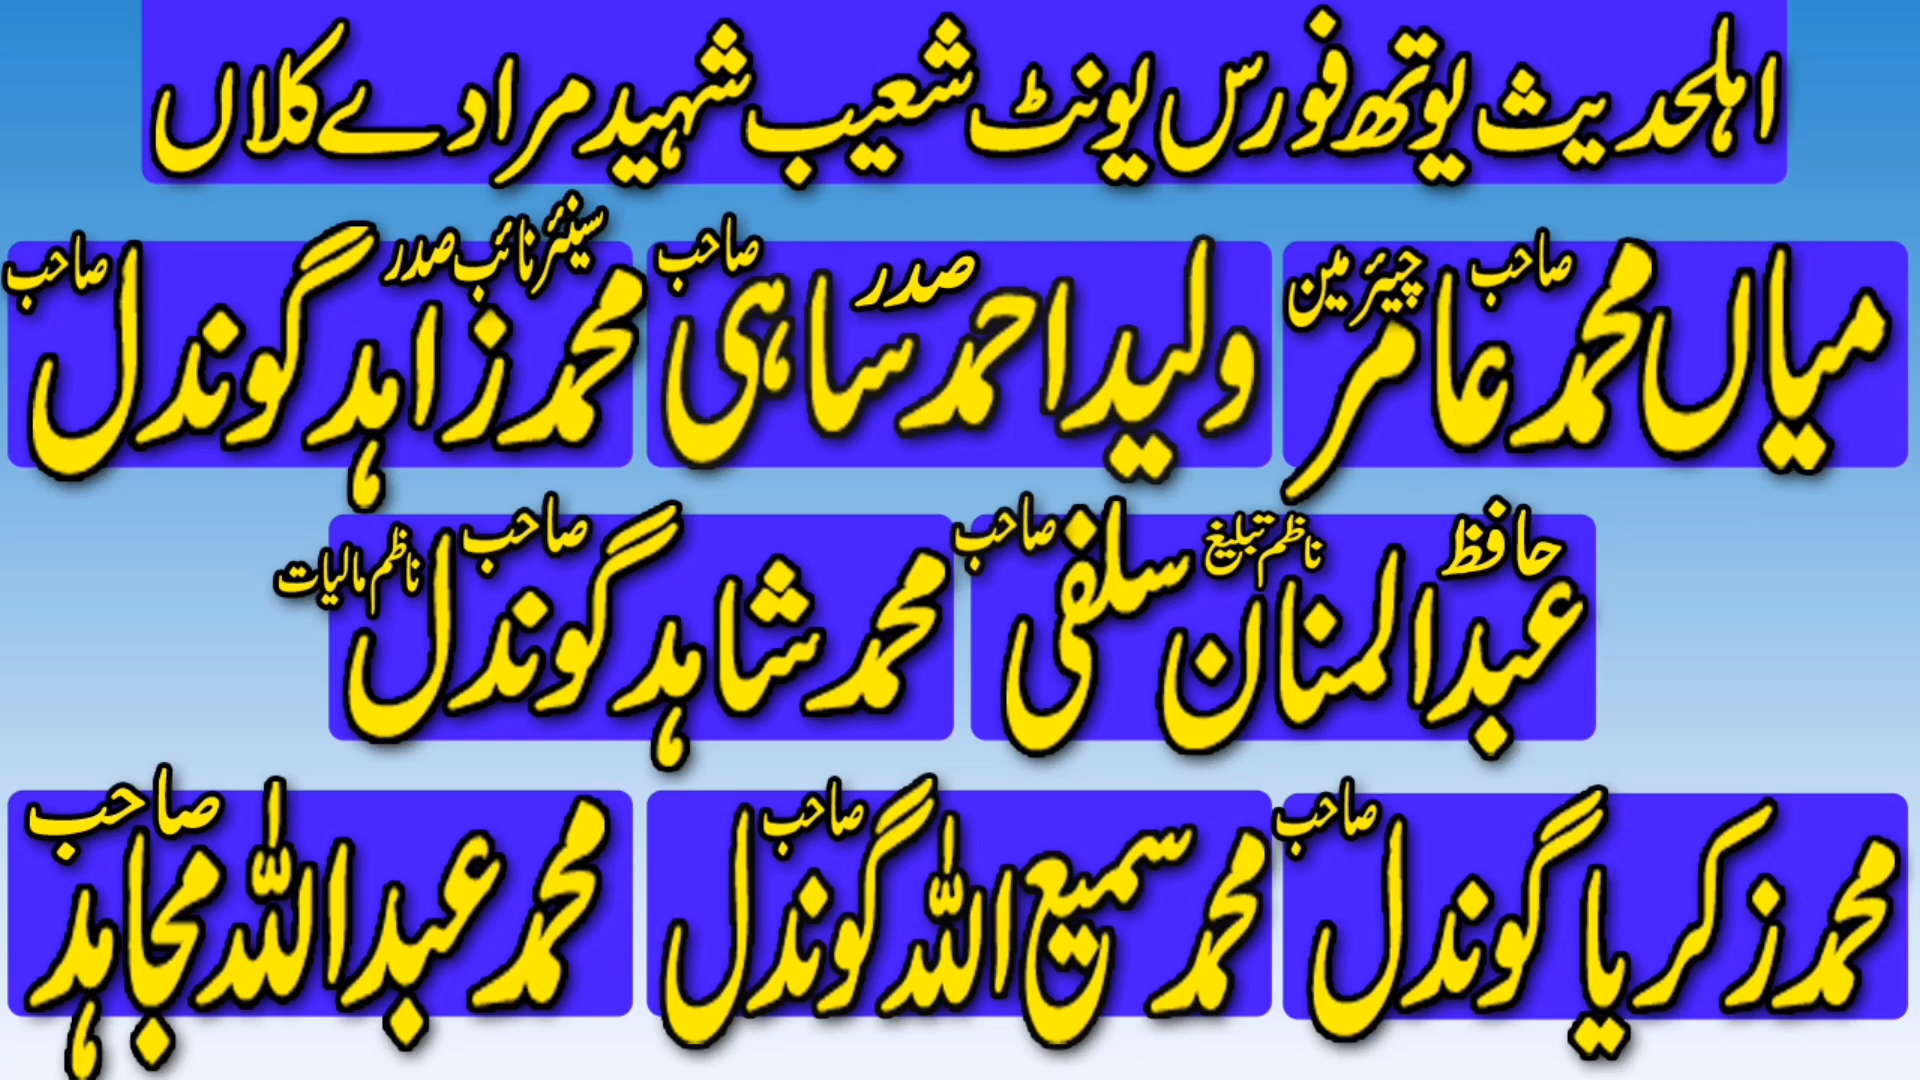 اہلحدیث یوتھ فورس یونٹ شعیب شہید مرادے کلاں
میاں محمد عامر صاحب چیئرمین
ولید احمد ساہی صاحب صدر
محمد زاہد گوندل صاحب سینئر نائب صدر
حافظ عبدالمنان سلفی صاحب ناظم تبلیغ
محمد شاہد گوندل صاحب ناظم مالیات
محمد زکریا گوندل صاحب
محمد سمیع اللہ گوندل صاحب
محمد عبداللہ مجاہد صاحب